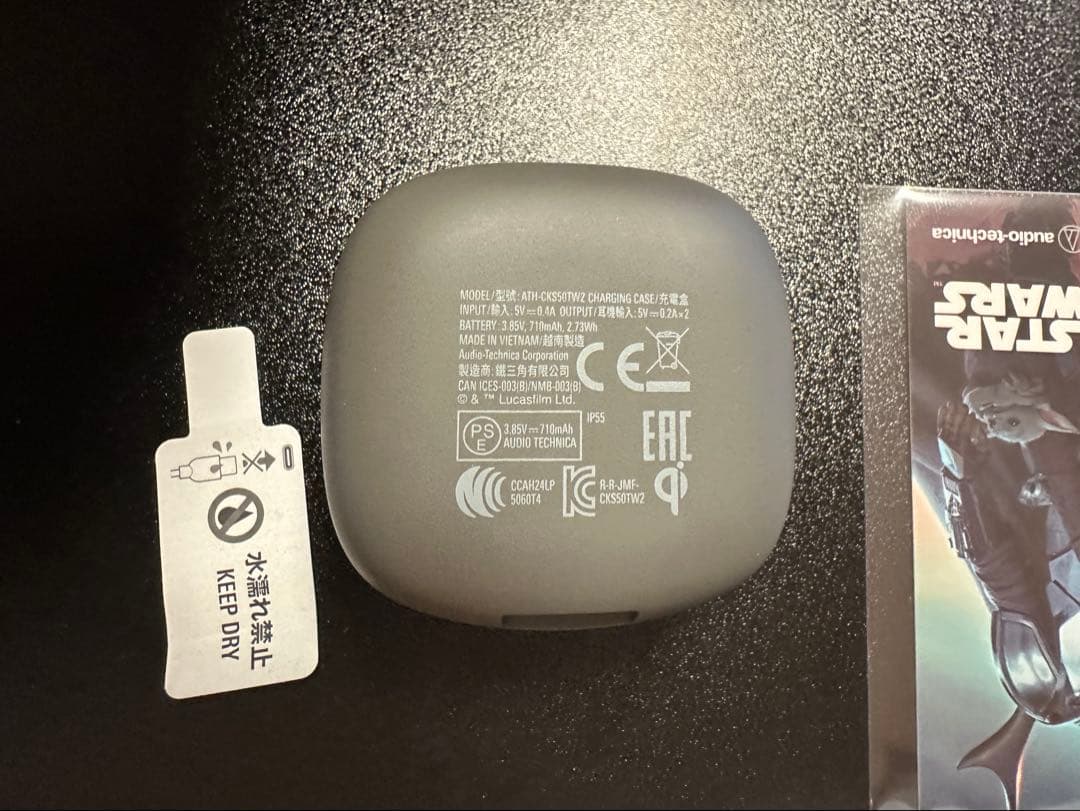 MODEL/型號: ATH-CKS50TW2 CHARGING CASE/充電盒
INPUT/輸入: 5V⎓0.4A OUTPUT/耳機輸入: 5V⎓0.2A×2
BATTERY: 3.85V, 710mAh, 2.73Wh
MADE IN VIETNAM/越南製造
Audio-Technica Corporation
製造商: 鐵三角有限公司
CAN ICES-003(B)/NMB-003(B)
© & ™ Lucasfilm Ltd.
CE
PSE
3.85V⎓710mAh
AUDIO TECHNICA
IP55
EAC
CCAH24LP
5060T4
KC
R-R-JMF-
CKS50TW2
qi
水濡れ禁止
KEEP DRY
audio-technica
STAR
WARS™